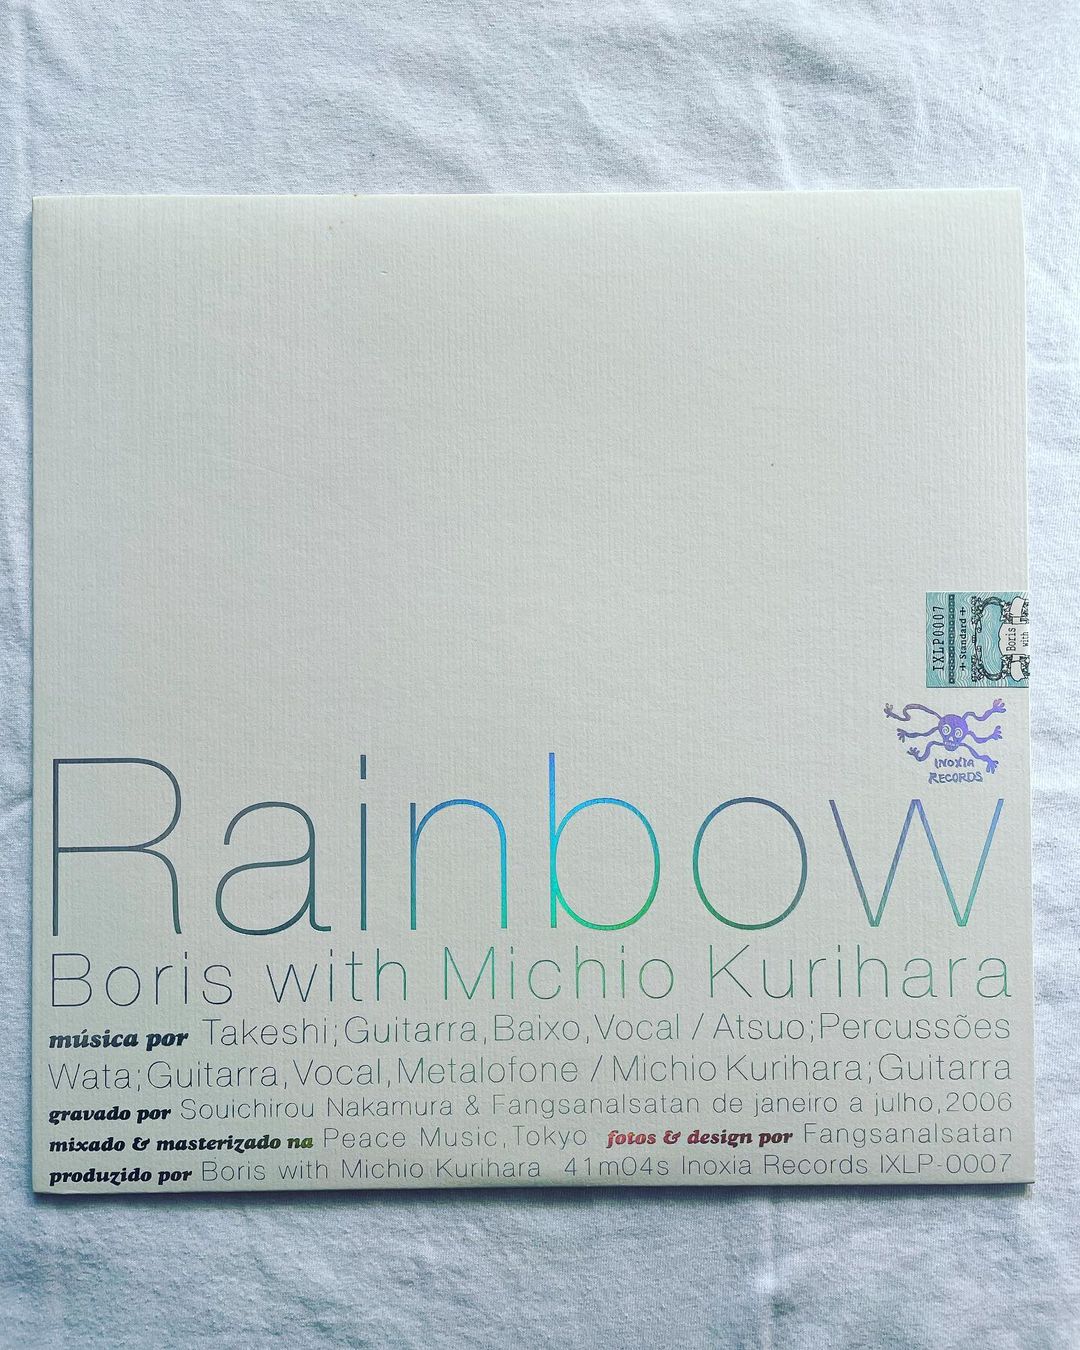 IXLP0007
+ Standard +
Boris
with
INOXIA
RECORDS
Rainbow
Boris with Michio Kurihara
música por Takeshi;Guitarra,Baixo,Vocal / Atsuo;Percussões
Wata;Guitarra,Vocal,Metalofone / Michio Kurihara;Guitarra
gravado por Souichirou Nakamura & Fangsanalsatan de janeiro a julho,2006
mixado & masterizado na Peace Music,Tokyo fotos & design por Fangsanalsatan
produzido por Boris with Michio Kurihara 41m04s Inoxia Records IXLP-0007